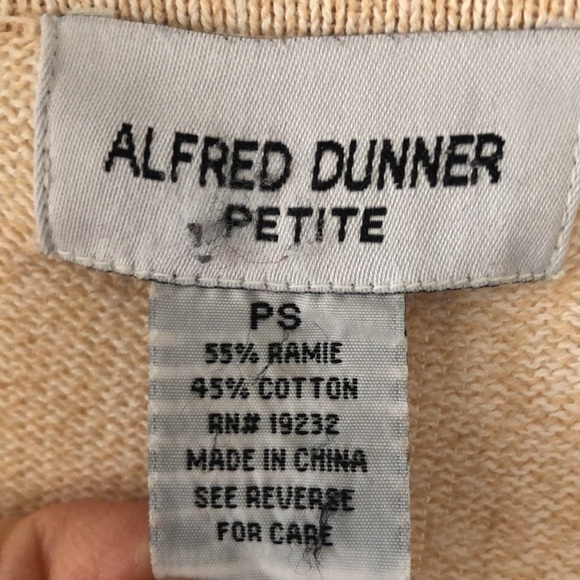 ALFRED DUNNER
PETITE
PS
55% RAMIE
45% COTTON
RN# 19232
MADE IN CHINA
SEE REVERSE
FOR CARE